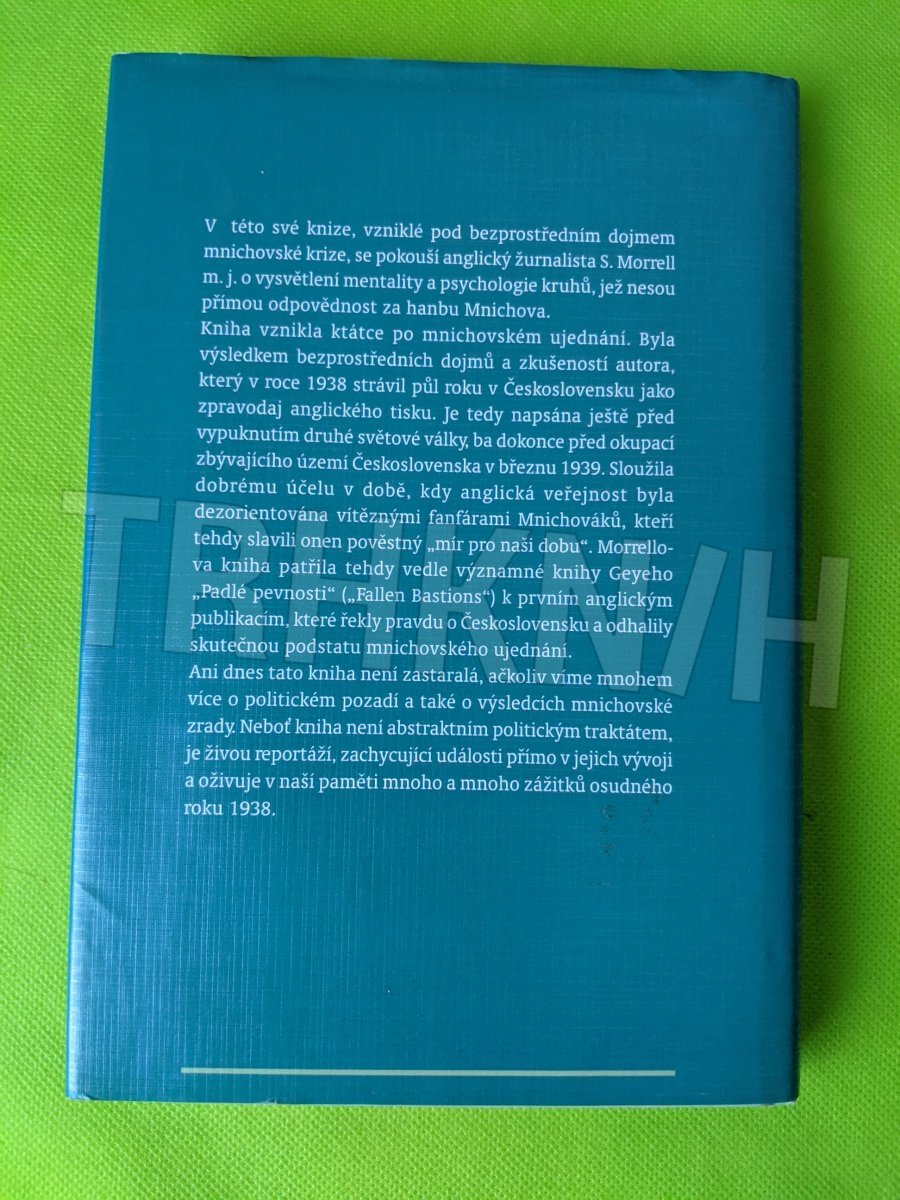 V této své knize, vzniklé pod bezprostředním dojmem
mnichovské krize, se pokouší anglický žurnalista S. Morrell
m. j. o vysvětlení mentality a psychologie kruhů, jež nesou
přímou odpovědnost za hanbu Mnichova.
Kniha vznikla ktátce po mnichovském ujednání. Byla
výsledkem bezprostředních dojmů a zkušeností autora,
který v roce 1938 strávil půl roku v Československu jako
zpravodaj anglického tisku. Je tedy napsána ještě před
vypuknutím druhé světové války, ba dokonce před okupací
zbývajícího území Československa v březnu 1939. Sloužila
dobrému účelu v době, kdy anglická veřejnost byla
dezorientována vítěznými fanfárami Mnichováků, kteří
tehdy slavili onen pověstný „mír pro naši dobu“. Morrello-
va kniha patřila tehdy vedle významné knihy Geyeho
„Padlé pevnosti“ („Fallen Bastions“) k prvním anglickým
publikacím, které řekly pravdu o Československu a odhalily
skutečnou podstatu mnichovského ujednání.
Ani dnes tato kniha není zastaralá, ačkoliv víme mnohem
více o politickém pozadí a také o výsledcích mnichovské
zrady. Neboť kniha není abstraktním politickým traktátem,
je živou reportáží, zachycující události přímo v jejich vývoji
a oživuje v naší paměti mnoho a mnoho zážitků osudného
roku 1938.
TRHKNIH